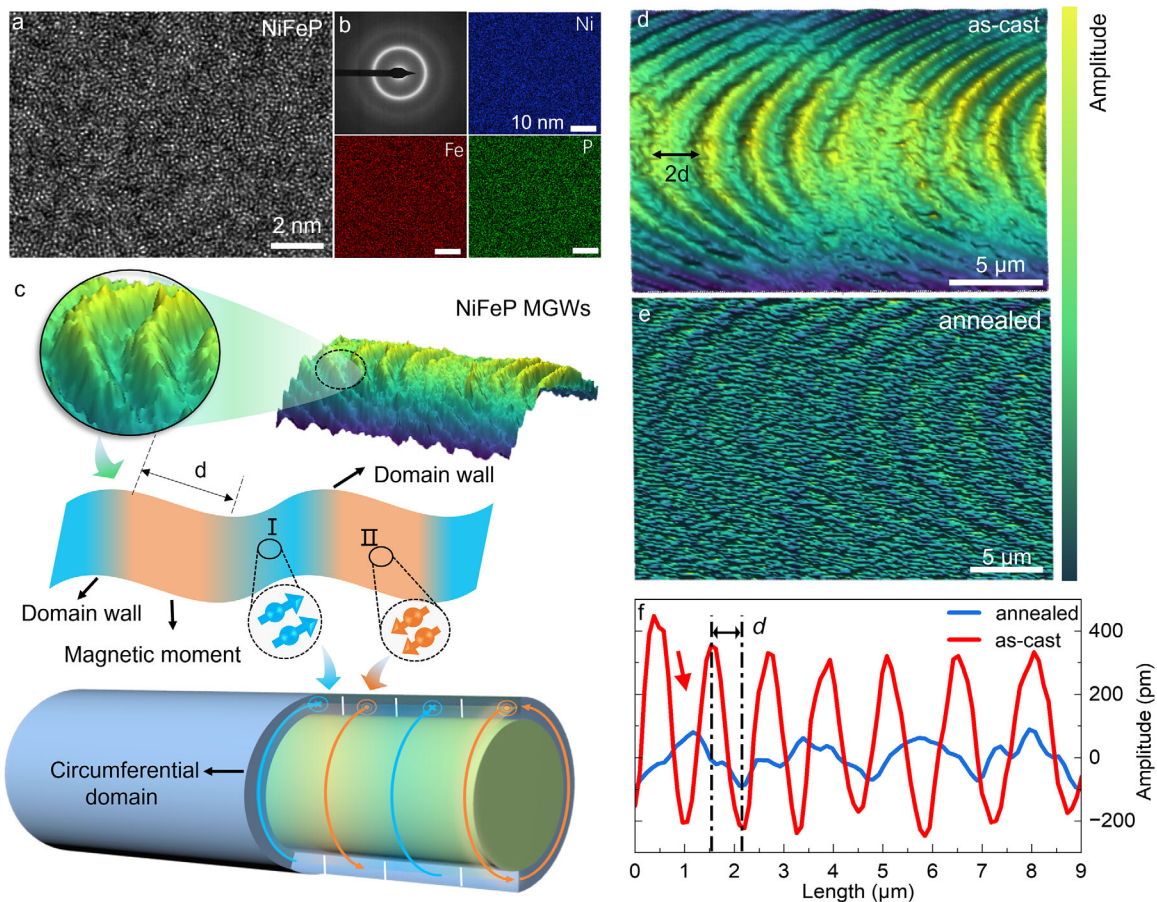 a
NiFeP
2 nm
b
Ni
10 nm
Fe
P
c
NiFeP MGWs
d
Domain wall
I
II
Domain wall
Magnetic moment
Circumferential
domain
d
as-cast
2d
5 μm
Amplitude
e
annealed
5 μm
f
d
annealed
as-cast
400
200
0
−200
Amplitude (pm)
0 1 2 3 4 5 6 7 8 9
Length (μm)